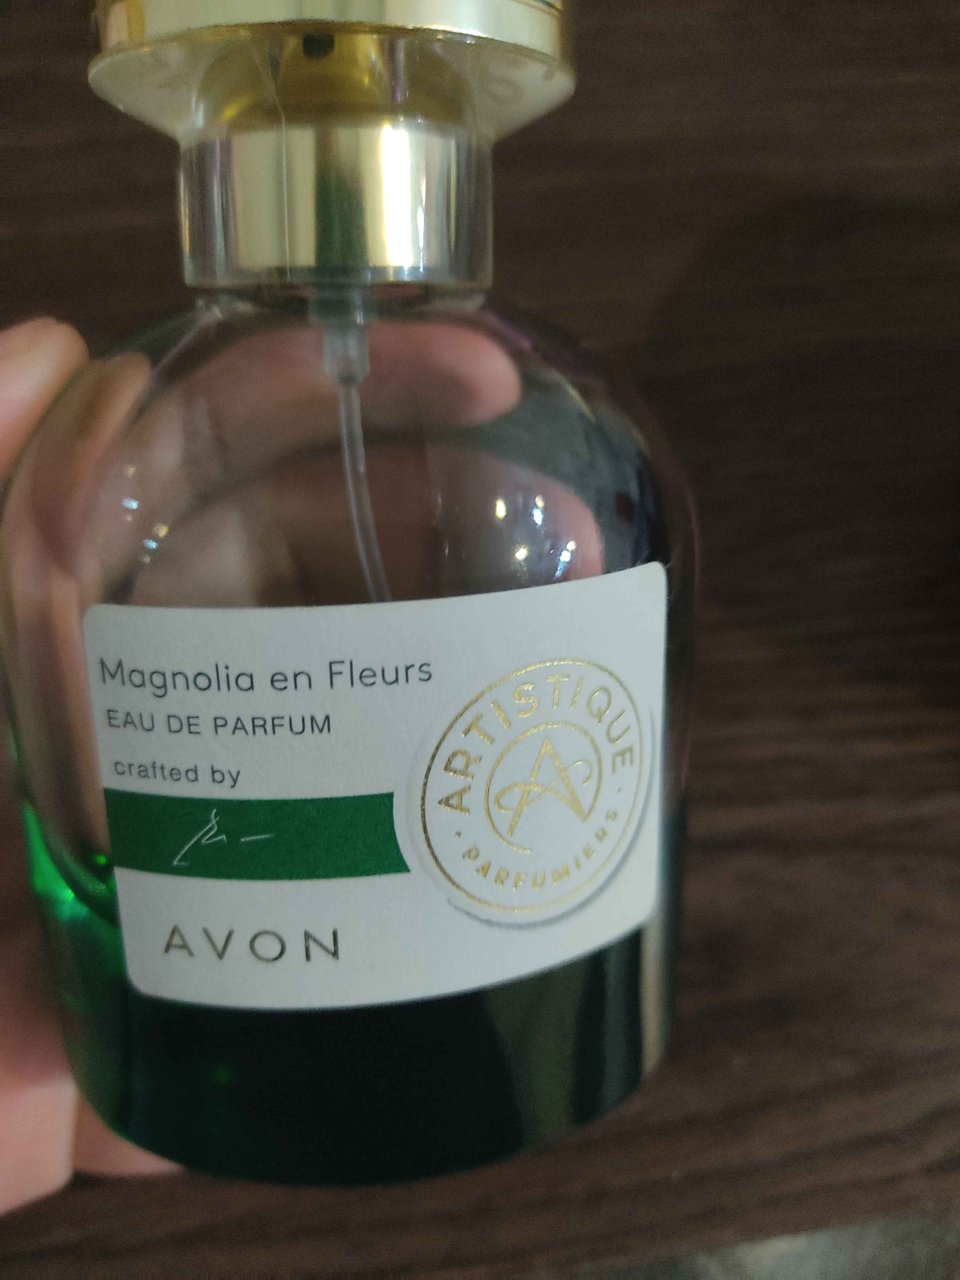 Magnolia en Fleurs
EAU DE PARFUM
crafted by
AVON
ARTISTIQUE
· PARFUMIERS ·